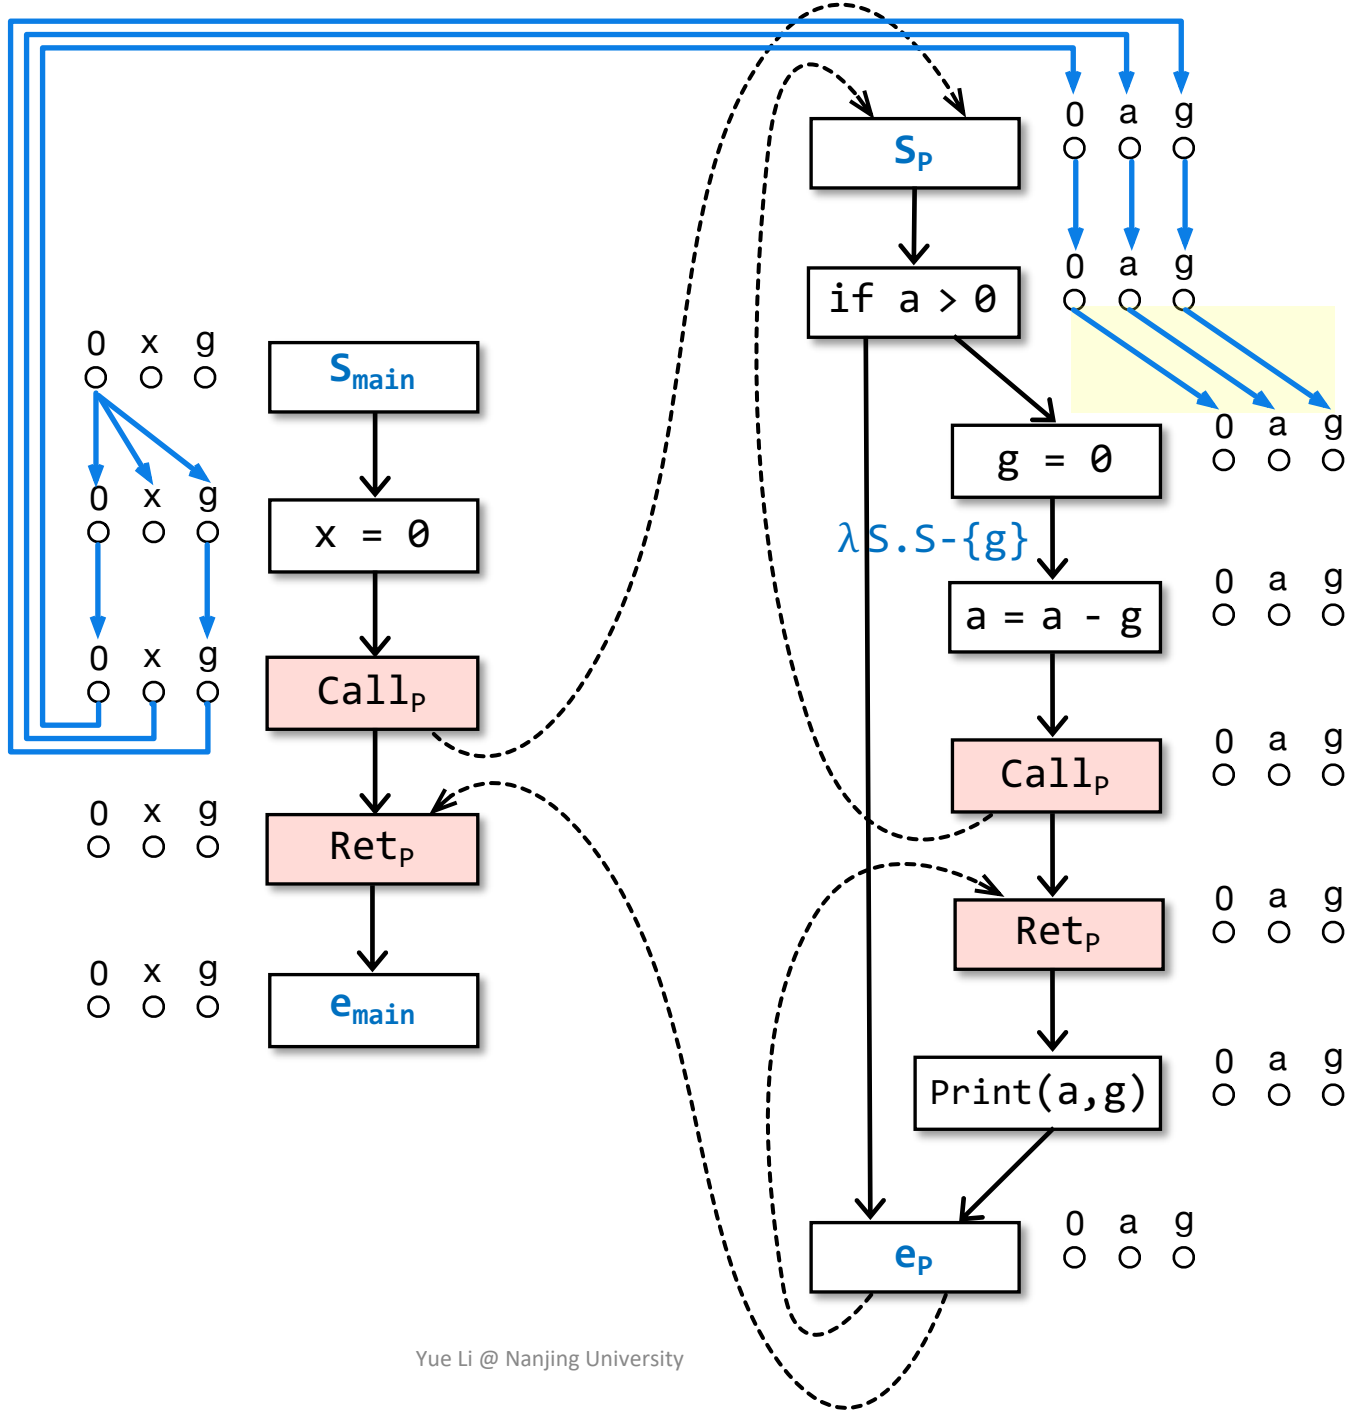 0 a g
S_P
0 a g
if a > 0
0 x g
S_main
0 a g
g = 0
0 x g
x = 0
λS.S-{g}
0 a g
a = a - g
0 x g
Call_P
0 a g
Call_P
0 x g
Ret_P
0 a g
Ret_P
0 x g
e_main
0 a g
Print(a,g)
0 a g
e_P
Yue Li @ Nanjing University